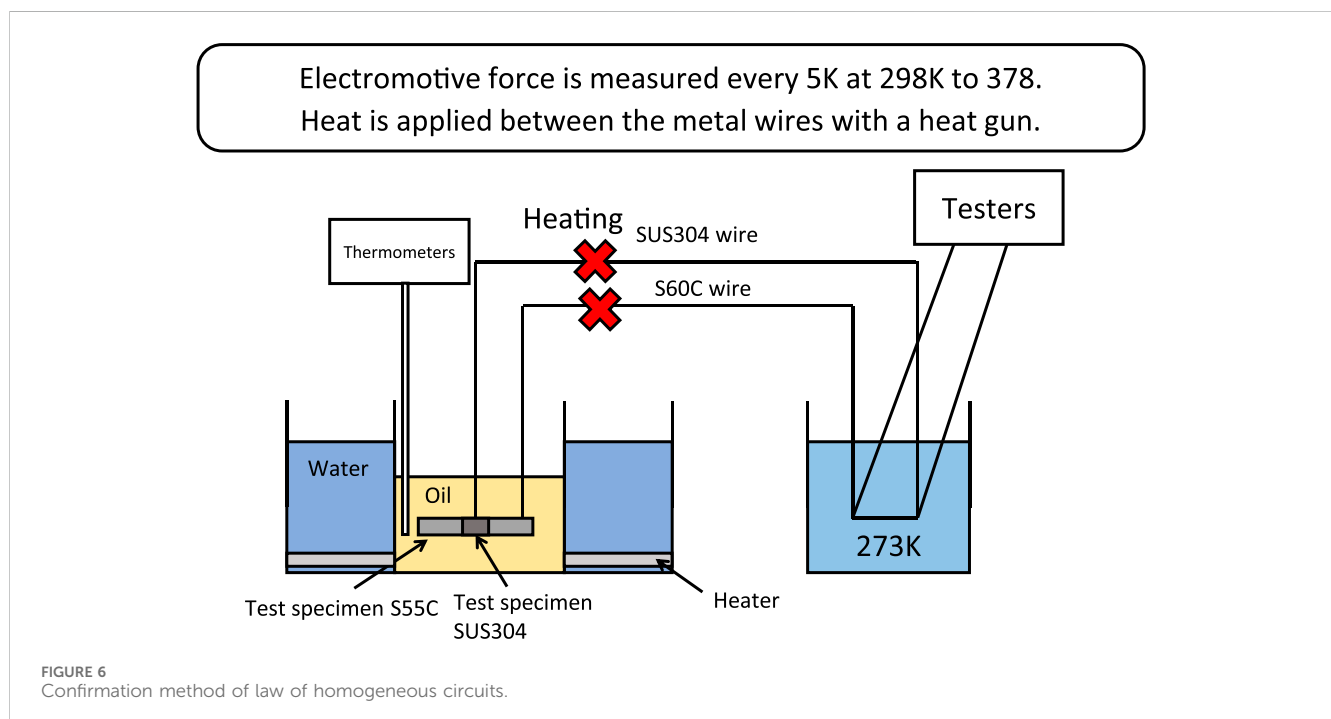 Electromotive force is measured every 5K at 298K to 378.
Heat is applied between the metal wires with a heat gun.
Testers
Heating
Thermometers
SUS304 wire
S60C wire
Water
Oil
273K
Test specimen S55C
Test specimen
SUS304
Heater
FIGURE 6
Confirmation method of law of homogeneous circuits.